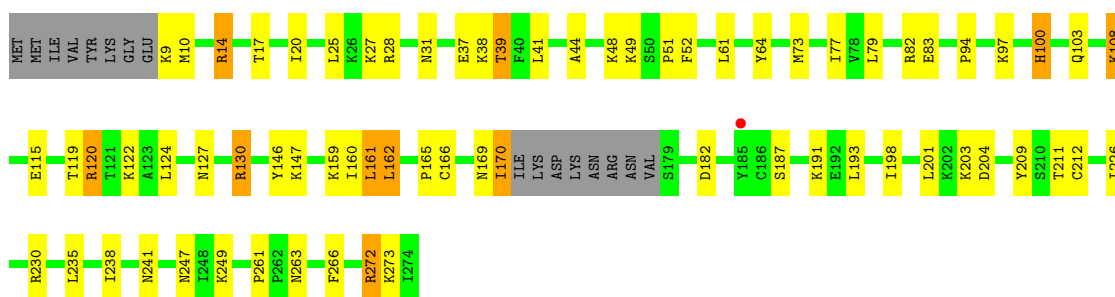 MET MET ILE VAL TYR LYS GLY GLU K9 M10 R14 T17 I20 L25 K26 K27 R28 N31 E37 K38 T39 F40 L41 A44 K48 K49 S50 P51 F52 L61 Y64 M73 I77 V78 L79 R82 E83 P94 K97 H100 Q103 K108
E115 T119 R120 T121 K122 A123 L124 N127 R130 Y146 K147 K159 I160 L161 L162 P165 C166 N169 I170 ILE LYS ASP LYS ASN ARG ASN VAL S179 D182 Y185 C186 S187 K191 E192 L193 I198 L201 K202 K203 D204 Y209 S210 T211 C212
R230 L235 I238 N241 N247 I248 K249 P261 P262 N263 F266 R272 K273 I274